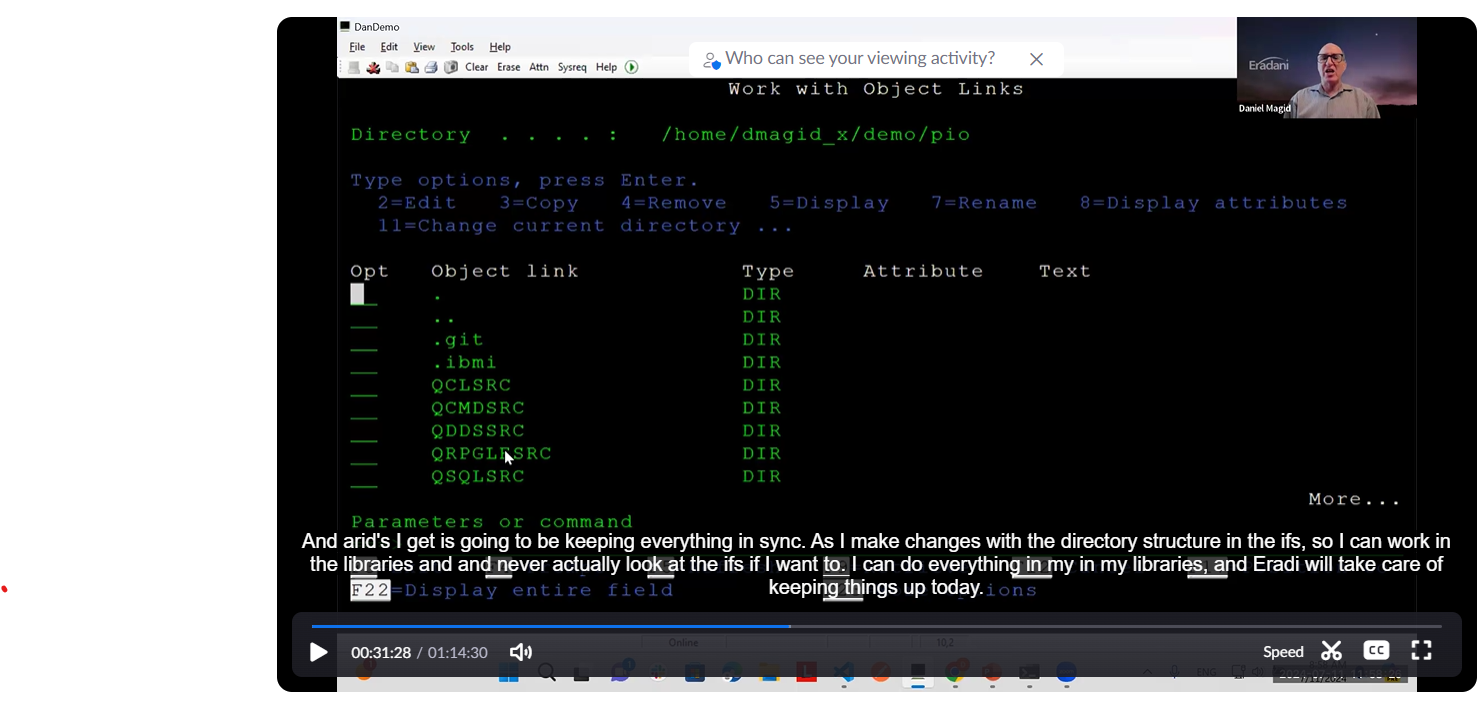 DanDemo
File Edit View Tools Help
Clear Erase Attn Sysreq Help
Who can see your viewing activity?
Eradani
Daniel Magid
Work with Object Links
Directory . . . . : /home/dmagid_x/demo/pio
Type options, press Enter.
2=Edit 3=Copy 4=Remove 5=Display 7=Rename 8=Display attributes
11=Change current directory ...
Opt Object link Type Attribute Text
. DIR
.. DIR
.git DIR
.ibmi DIR
QCLSRC DIR
QCMDSRC DIR
QDDSSRC DIR
QRPGLESRC DIR
QSQLSRC DIR
More...
Parameters or command
And arid's I get is going to be keeping everything in sync. As I make changes with the directory structure in the ifs, so I can work in
the libraries and and never actually look at the ifs if I want to. I can do everything in my in my libraries, and Eradi will take care of
keeping things up today.
F22=Display entire field
Online 10,2
00:31:28 / 01:14:30
Speed
CC
ENG